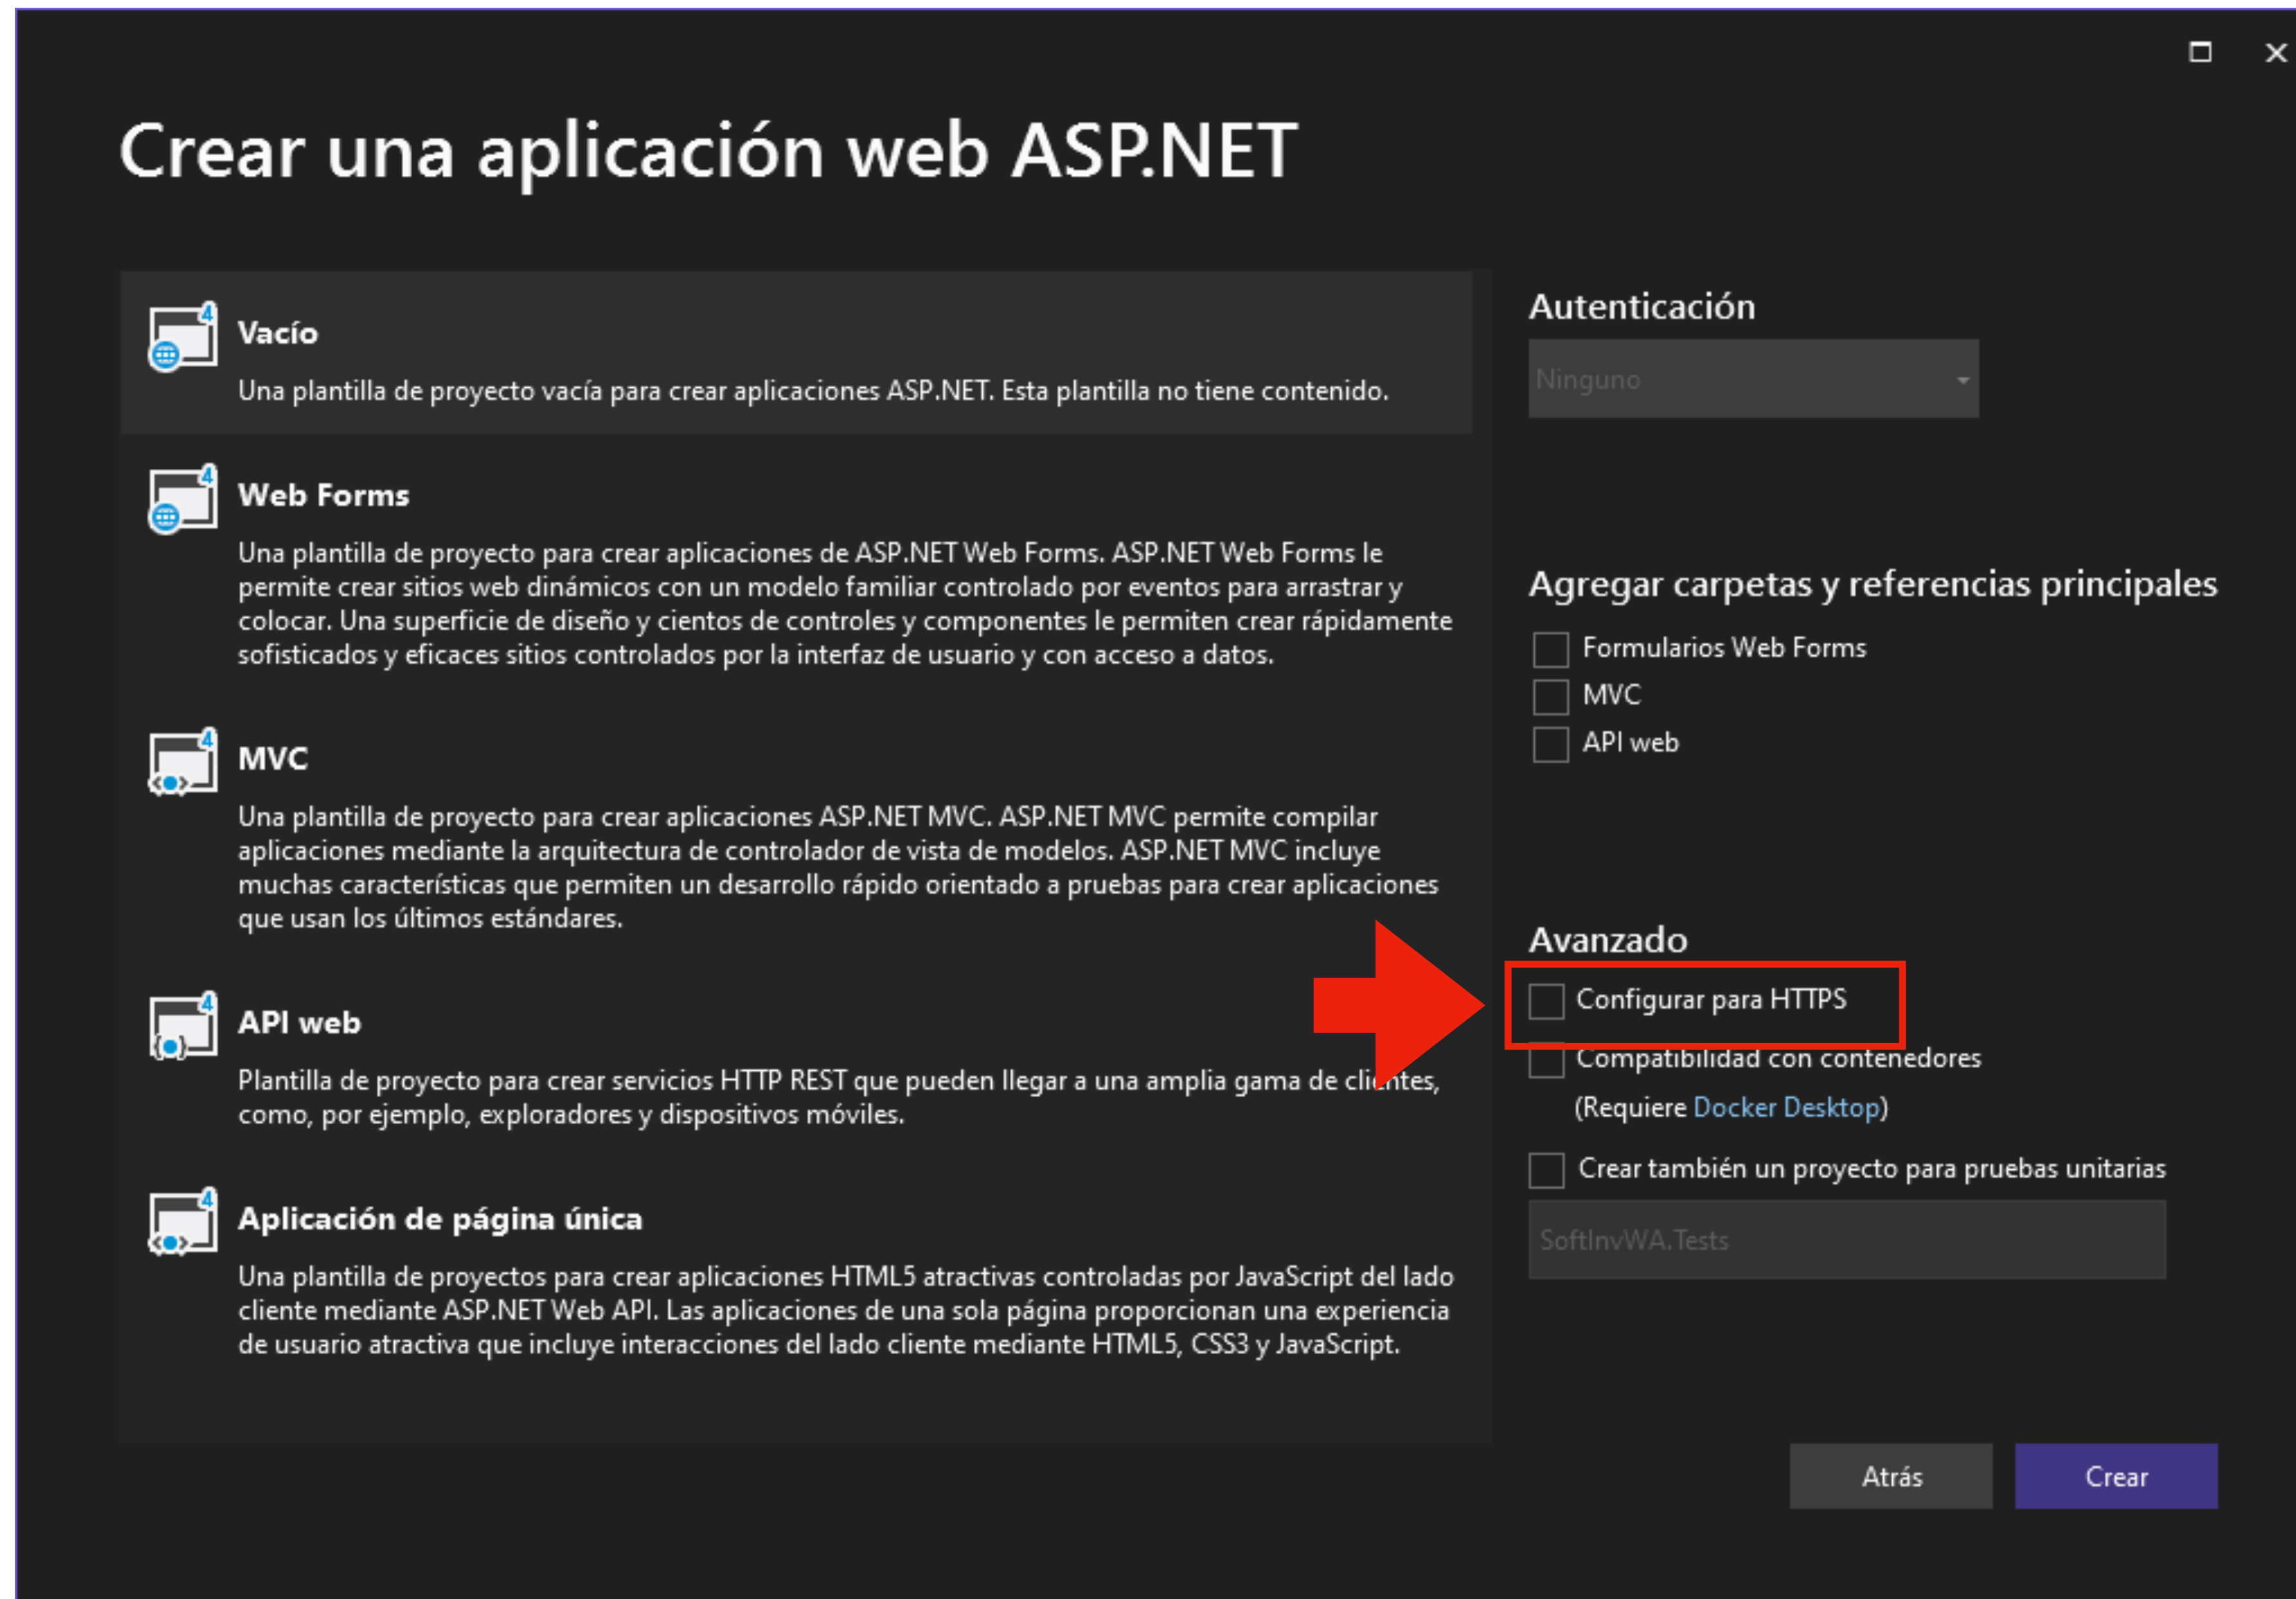 Crear una aplicación web ASP.NET
Vacío
Una plantilla de proyecto vacía para crear aplicaciones ASP.NET. Esta plantilla no tiene contenido.
Web Forms
Una plantilla de proyecto para crear aplicaciones de ASP.NET Web Forms. ASP.NET Web Forms le
permite crear sitios web dinámicos con un modelo familiar controlado por eventos para arrastrar y
colocar. Una superficie de diseño y cientos de controles y componentes le permiten crear rápidamente
sofisticados y eficaces sitios controlados por la interfaz de usuario y con acceso a datos.
MVC
Una plantilla de proyecto para crear aplicaciones ASP.NET MVC. ASP.NET MVC permite compilar
aplicaciones mediante la arquitectura de controlador de vista de modelos. ASP.NET MVC incluye
muchas características que permiten un desarrollo rápido orientado a pruebas para crear aplicaciones
que usan los últimos estándares.
API web
Plantilla de proyecto para crear servicios HTTP REST que pueden llegar a una amplia gama de clientes,
como, por ejemplo, exploradores y dispositivos móviles.
Aplicación de página única
Una plantilla de proyectos para crear aplicaciones HTML5 atractivas controladas por JavaScript del lado
cliente mediante ASP.NET Web API. Las aplicaciones de una sola página proporcionan una experiencia
de usuario atractiva que incluye interacciones del lado cliente mediante HTML5, CSS3 y JavaScript.
Autenticación
Ninguno
Agregar carpetas y referencias principales
Formularios Web Forms
MVC
API web
Avanzado
Configurar para HTTPS
Compatibilidad con contenedores
(Requiere Docker Desktop)
Crear también un proyecto para pruebas unitarias
SoftInvWA.Tests
Atrás
Crear